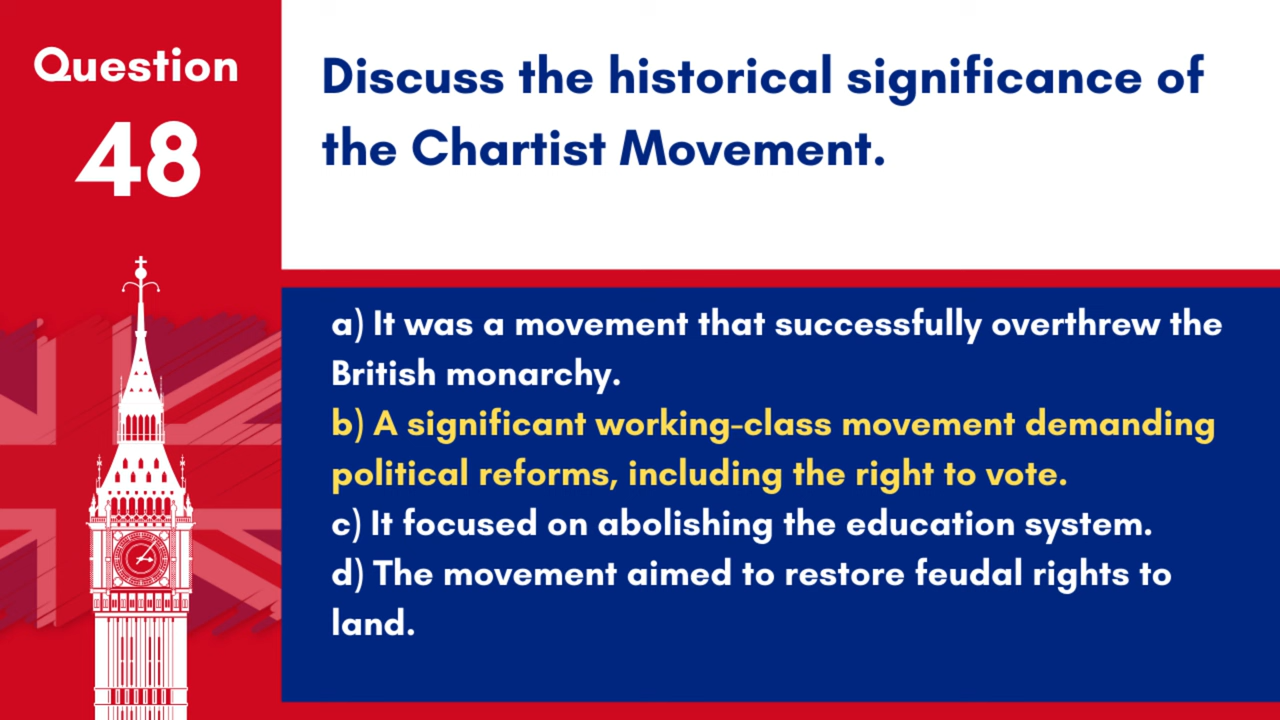 Question
48
Discuss the historical significance of
the Chartist Movement.
a) It was a movement that successfully overthrew the
British monarchy.
b) A significant working-class movement demanding
political reforms, including the right to vote.
c) It focused on abolishing the education system.
d) The movement aimed to restore feudal rights to
land.